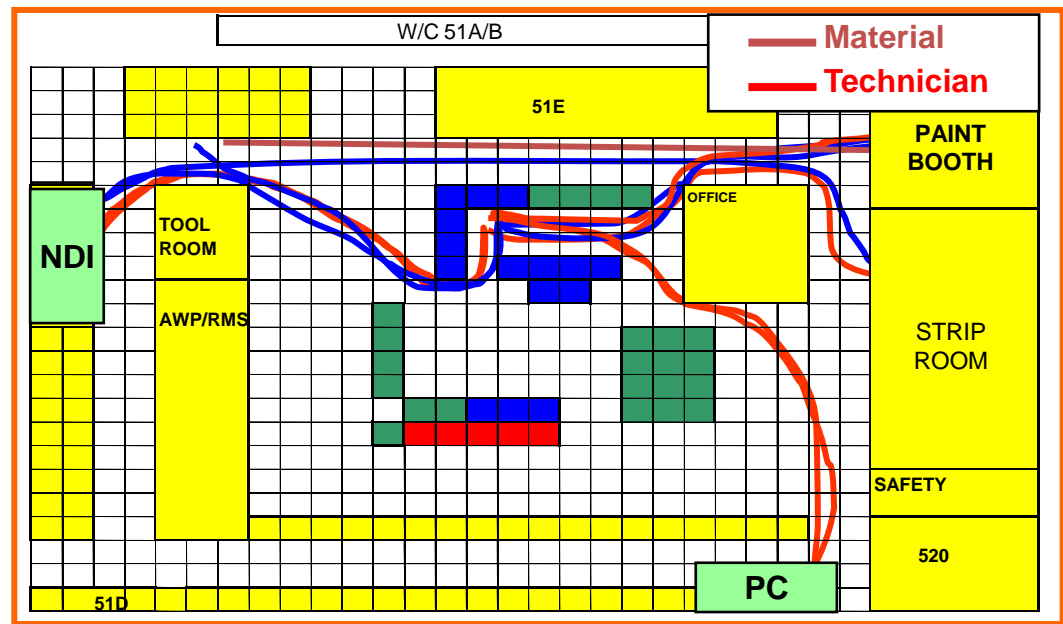 W/C 51A/B
Material
Technician
51E
PAINT
BOOTH
OFFICE
TOOL
ROOM
NDI
AWP/RMS
STRIP
ROOM
SAFETY
520
PC
51D